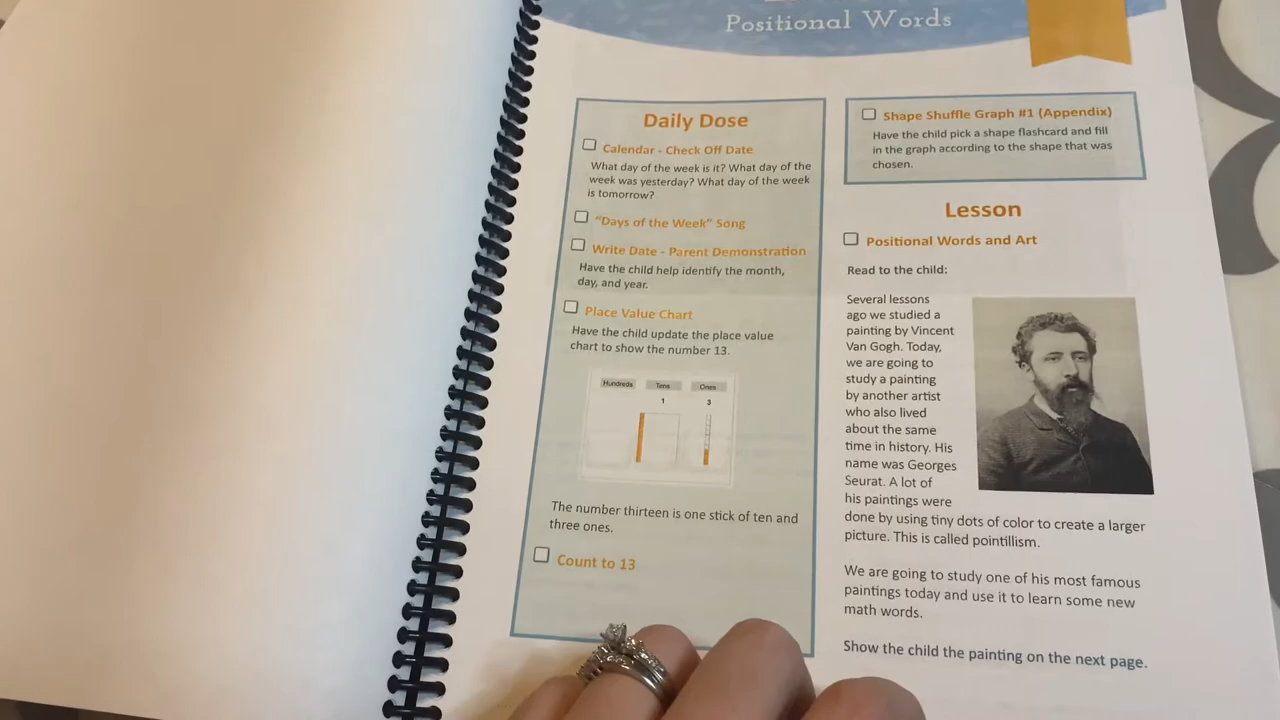 Positional Words
Daily Dose
Calendar - Check Off Date
What day of the week is it? What day of the
week was yesterday? What day of the week
is tomorrow?
"Days of the Week" Song
Write Date - Parent Demonstration
Have the child help identify the month,
day, and year.
Place Value Chart
Have the child update the place value
chart to show the number 13.
Hundreds Tens Ones
1 3
The number thirteen is one stick of ten and
three ones.
Count to 13
Shape Shuffle Graph #1 (Appendix)
Have the child pick a shape flashcard and fill
in the graph according to the shape that was
chosen.
Lesson
Positional Words and Art
Read to the child:
Several lessons
ago we studied a
painting by Vincent
Van Gogh. Today,
we are going to
study a painting
by another artist
who also lived
about the same
time in history. His
name was Georges
Seurat. A lot of
his paintings were
done by using tiny dots of color to create a larger
picture. This is called pointillism.
We are going to study one of his most famous
paintings today and use it to learn some new
math words.
Show the child the painting on the next page.